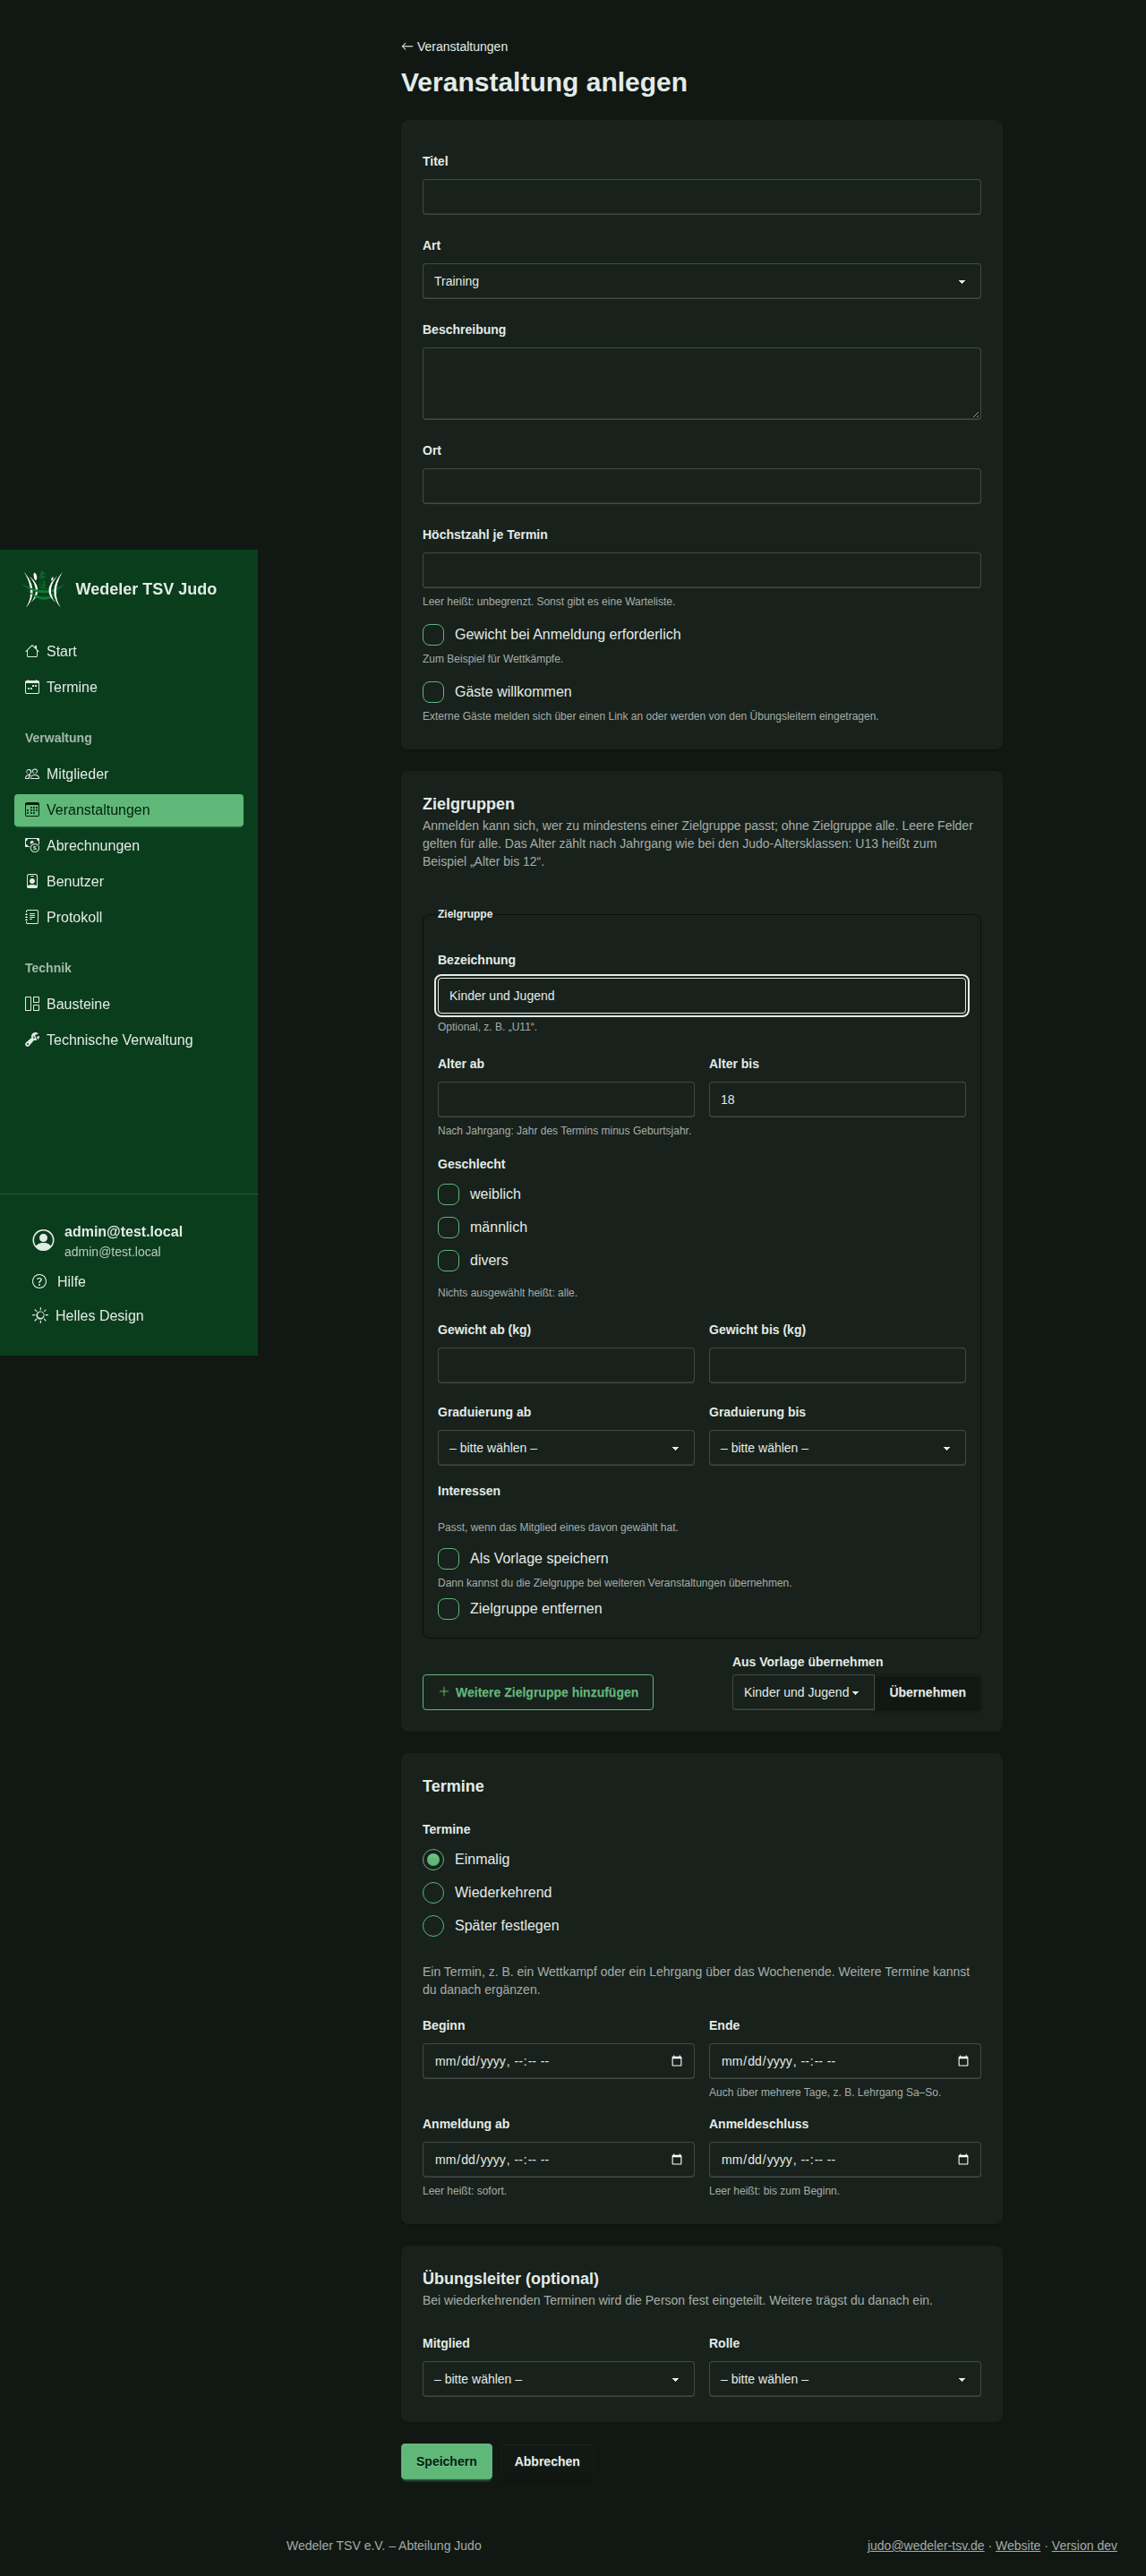 ← Veranstaltungen
Veranstaltung anlegen
Titel
Art
Training
Beschreibung
Ort
Höchstzahl je Termin
Leer heißt: unbegrenzt. Sonst gibt es eine Warteliste.
Gewicht bei Anmeldung erforderlich
Zum Beispiel für Wettkämpfe.
Gäste willkommen
Externe Gäste melden sich über einen Link an oder werden von den Übungsleitern eingetragen.
Wedeler TSV Judo
Start
Termine
Verwaltung
Mitglieder
Veranstaltungen
Abrechnungen
Benutzer
Protokoll
Technik
Bausteine
Technische Verwaltung
admin@test.local
admin@test.local
Hilfe
Helles Design
Zielgruppen
Anmelden kann sich, wer zu mindestens einer Zielgruppe passt; ohne Zielgruppe alle. Leere Felder
gelten für alle. Das Alter zählt nach Jahrgang wie bei den Judo-Altersklassen: U13 heißt zum
Beispiel „Alter bis 12“.
Zielgruppe
Bezeichnung
Kinder und Jugend
Optional, z. B. „U11“.
Alter ab Alter bis
18
Nach Jahrgang: Jahr des Termins minus Geburtsjahr.
Geschlecht
weiblich
männlich
divers
Nichts ausgewählt heißt: alle.
Gewicht ab (kg) Gewicht bis (kg)
Graduierung ab Graduierung bis
– bitte wählen – – bitte wählen –
Interessen
Passt, wenn das Mitglied eines davon gewählt hat.
Als Vorlage speichern
Dann kannst du die Zielgruppe bei weiteren Veranstaltungen übernehmen.
Zielgruppe entfernen
Aus Vorlage übernehmen
+ Weitere Zielgruppe hinzufügen Kinder und Jugend Übernehmen
Termine
Termine
Einmalig
Wiederkehrend
Später festlegen
Ein Termin, z. B. ein Wettkampf oder ein Lehrgang über das Wochenende. Weitere Termine kannst
du danach ergänzen.
Beginn Ende
mm/dd/yyyy, --:-- -- mm/dd/yyyy, --:-- --
Auch über mehrere Tage, z. B. Lehrgang Sa–So.
Anmeldung ab Anmeldeschluss
mm/dd/yyyy, --:-- -- mm/dd/yyyy, --:-- --
Leer heißt: sofort. Leer heißt: bis zum Beginn.
Übungsleiter (optional)
Bei wiederkehrenden Terminen wird die Person fest eingeteilt. Weitere trägst du danach ein.
Mitglied Rolle
– bitte wählen – – bitte wählen –
Speichern Abbrechen
Wedeler TSV e.V. – Abteilung Judo judo@wedeler-tsv.de · Website · Version dev